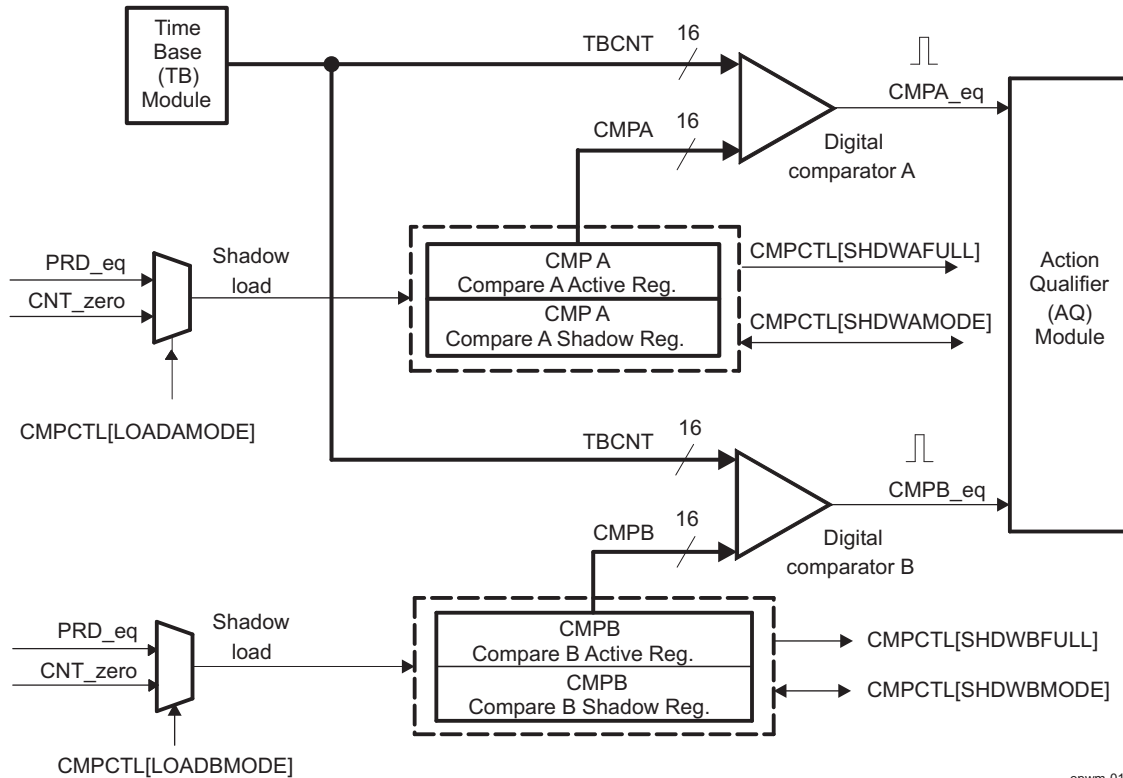 Time
Base
(TB)
Module
TBCNT
16
CMPA_eq
CMPA
16
Digital
comparator A
PRD_eq
CNT_zero
Shadow
load
CMPCTL[LOADAMODE]
CMP A
Compare A Active Reg.
CMP A
Compare A Shadow Reg.
CMPCTL[SHDWAFULL]
CMPCTL[SHDWAMODE]
Action
Qualifier
(AQ)
Module
TBCNT
16
CMPB_eq
CMPB
16
Digital
comparator B
PRD_eq
CNT_zero
Shadow
load
CMPCTL[LOADBMODE]
CMPB
Compare B Active Reg.
CMPB
Compare B Shadow Reg.
CMPCTL[SHDWBFULL]
CMPCTL[SHDWBMODE]